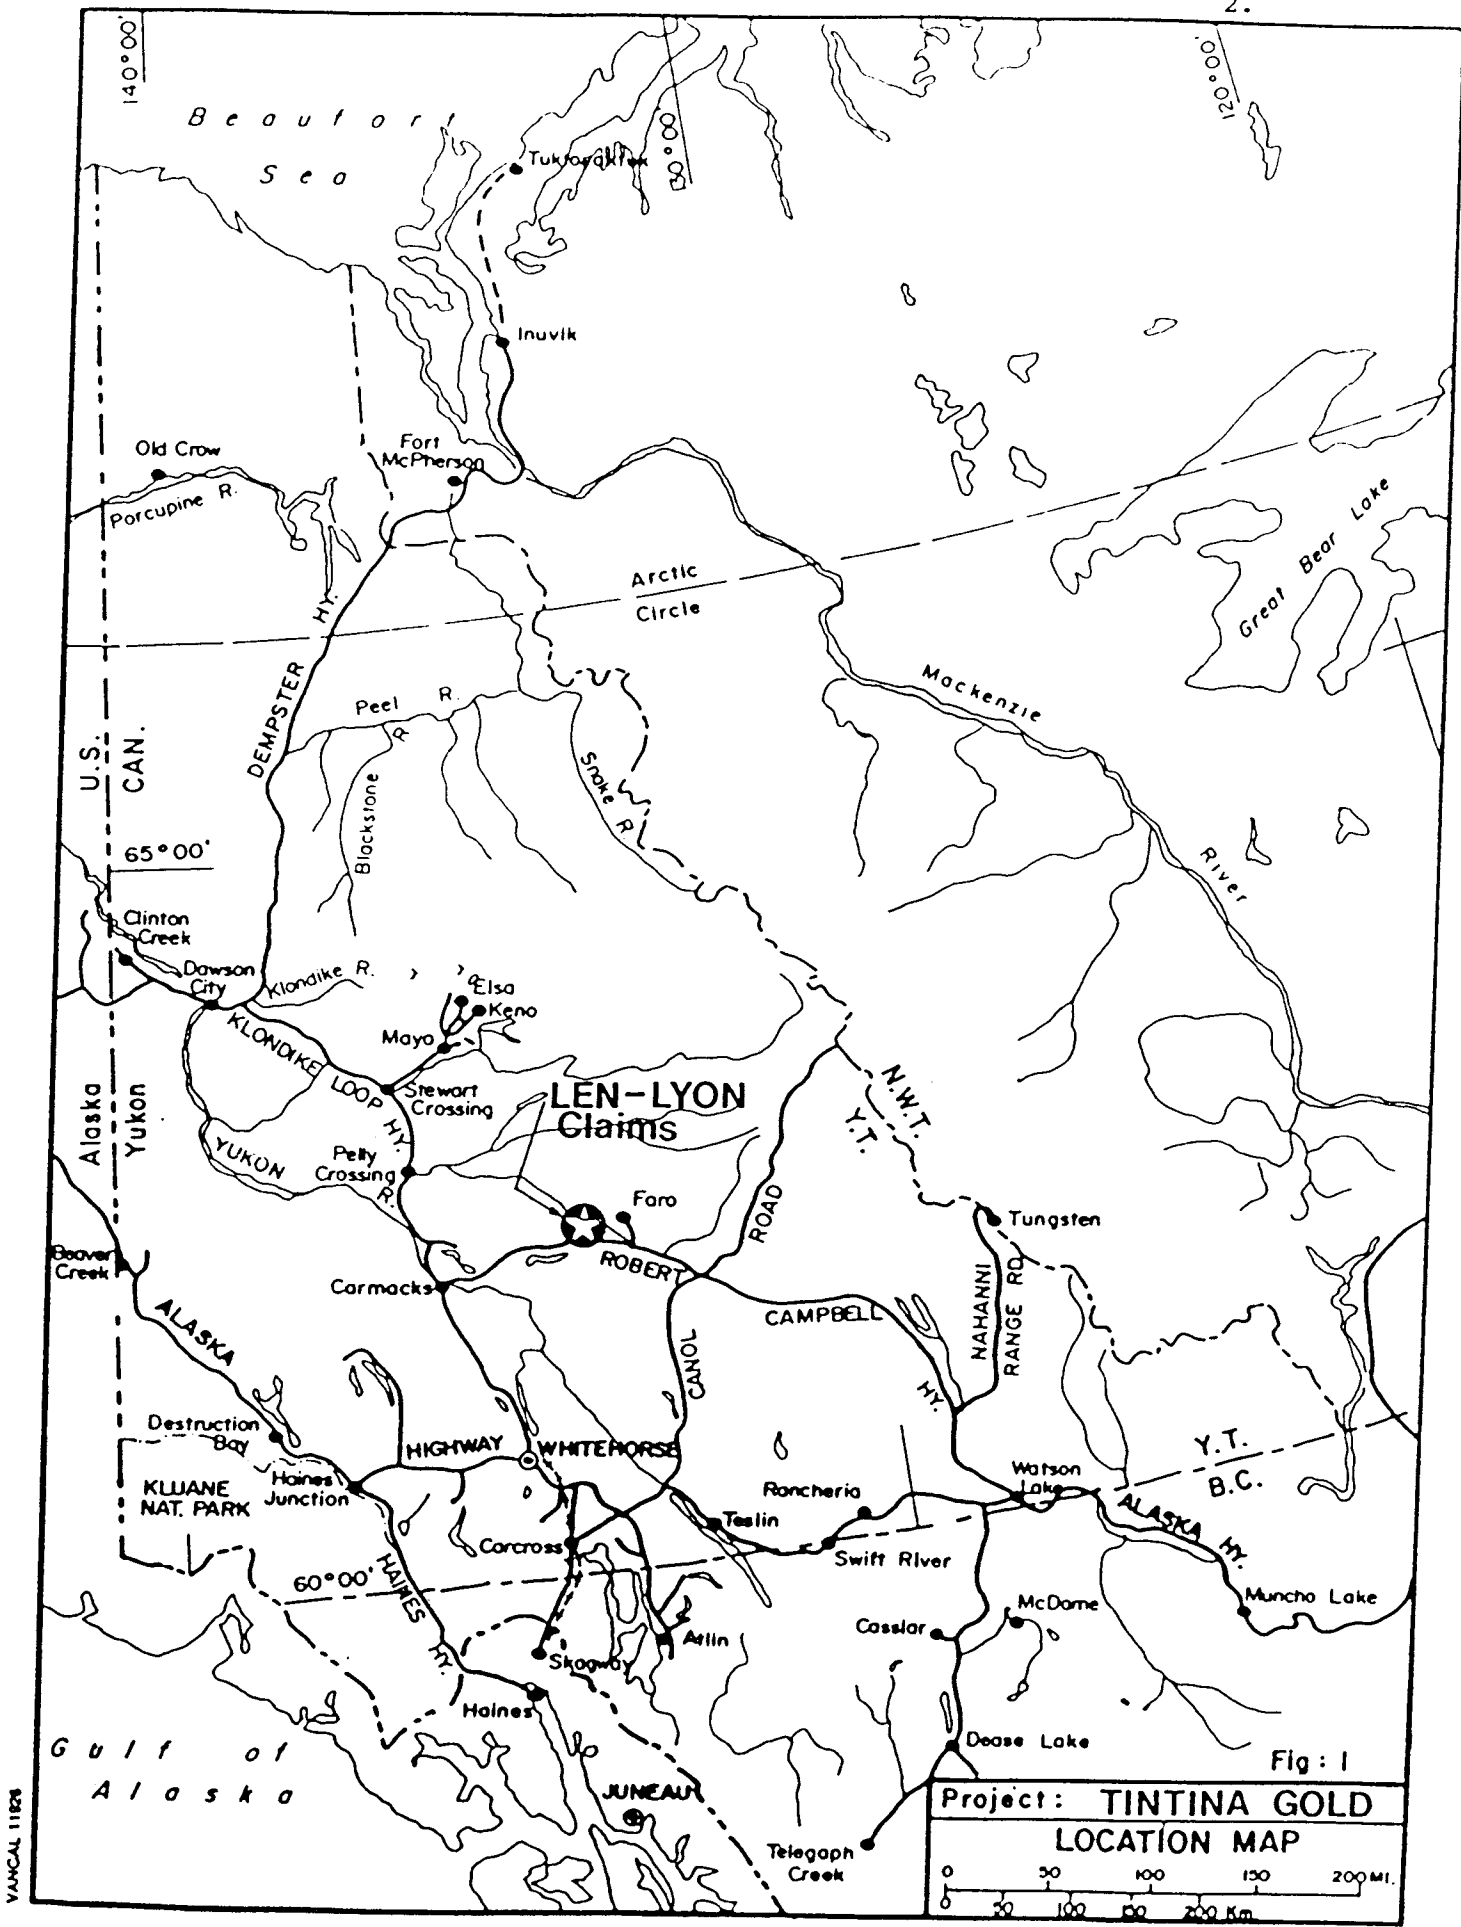 2.
140°00'
130°00'
120°00'
Beaufort
Sea
Tuktoyaktuk
Inuvik
Old Crow
Porcupine R.
Fort
McPherson
Arctic
Circle
Great Bear Lake
DEMPSTER HY.
Peel R.
Blackstone R
Snake R.
Mackenzie
River
U.S.
CAN.
65°00'
Clinton
Creek
Dawson
City
Klondike R.
Elsa
Keno
Mayo
KLONDIKE LOOP HY.
Stewart
Crossing
LEN-LYON
Claims
Alaska
Yukon
YUKON R.
Pelly
Crossing
Faro
ROAD
N.W.T.
Y.T.
Tungsten
Beaver
Creek
Carmacks
ROBERT
CAMPBELL
HY.
NAHANNI
RANGE RD
ALASKA
CANOL
Destruction
Bay
HIGHWAY
WHITEHORSE
Y.T.
B.C.
KLUANE
NAT. PARK
Haines
Junction
Rancheria
Watson
Lake
Teslin
ALASKA HY.
Carcross
Swift River
60°00'
HAINES HY.
Muncho Lake
McDame
Cassiar
Atlin
Skagway
Haines
Gulf of
Alaska
Dease Lake
JUNEAU
Telegaph
Creek
Fig: 1
Project: TINTINA GOLD
LOCATION MAP
0 50 100 150 200 MI.
0 50 100 150 200 Km.